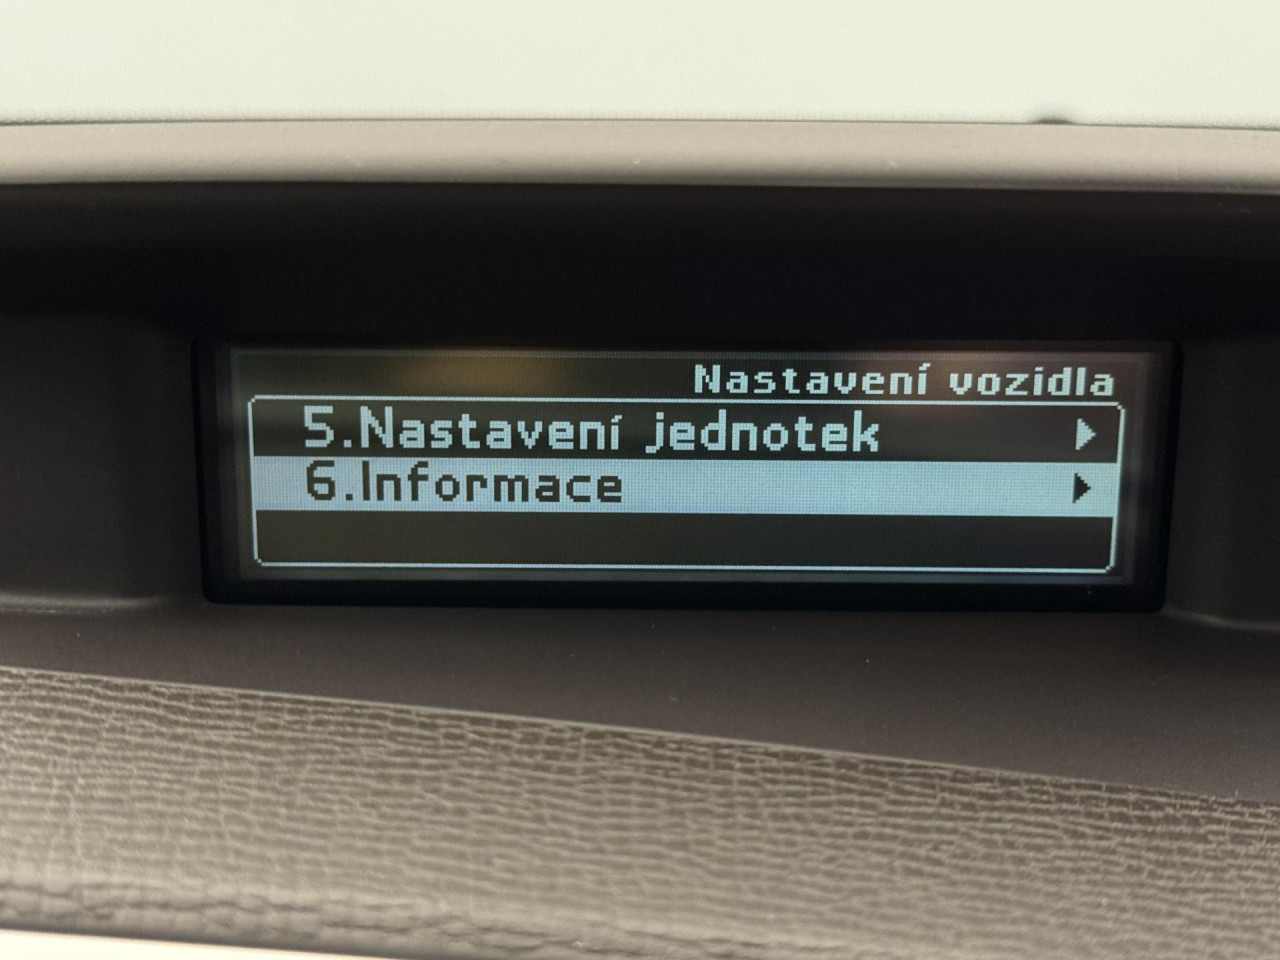 Nastavení vozidla
5.Nastavení jednotek
6.Informace